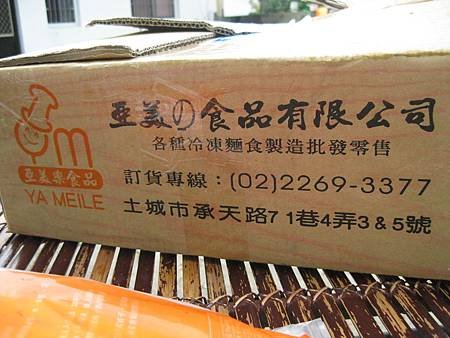 亞美の食品有限公司
各種冷凍麵食製造批發零售
訂貨專線：(02)2269-3377
土城市承天路71巷4弄3&5號
ym
亞美樂食品
YA MEILE